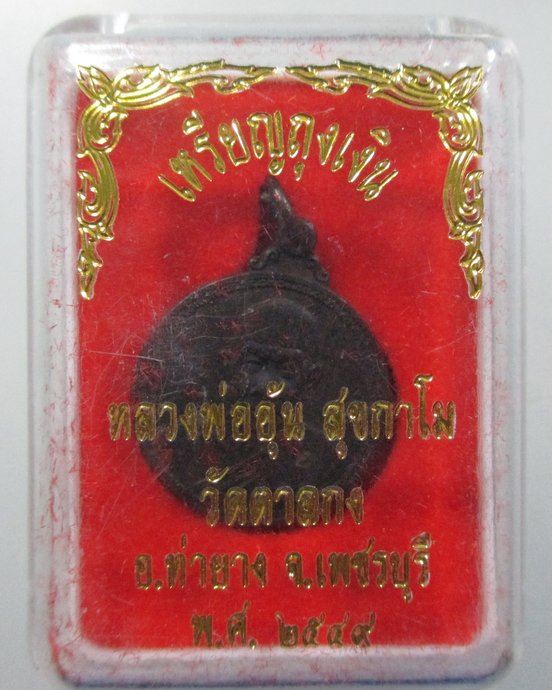 เหรียญถุงเงิน
หลวงพ่ออุ้น สุขกาโม
วัดตาลกง
อ.ท่ายาง จ.เพชรบุรี
พ.ศ. ๒๕๔๙